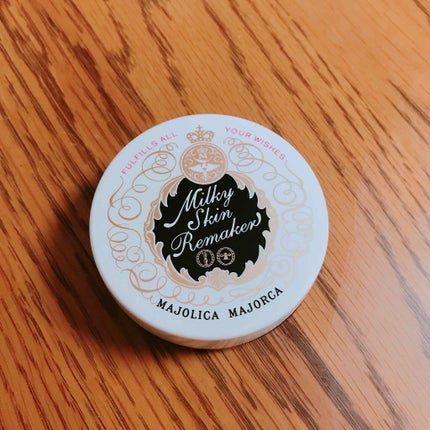 FULFILLS ALL YOUR WISHES
Milky
Skin
Remaker
MAJOLICA MAJORCA